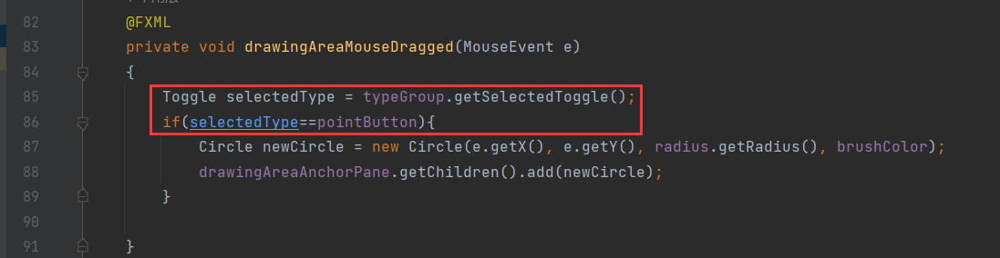 82 @FXML
83 private void drawingAreaMouseDragged(MouseEvent e)
84 {
85 Toggle selectedType = typeGroup.getSelectedToggle();
86 if(selectedType==pointButton){
87 Circle newCircle = new Circle(e.getX(), e.getY(), radius.getRadius(), brushColor);
88 drawingAreaAnchorPane.getChildren().add(newCircle);
89 }
90
91 }